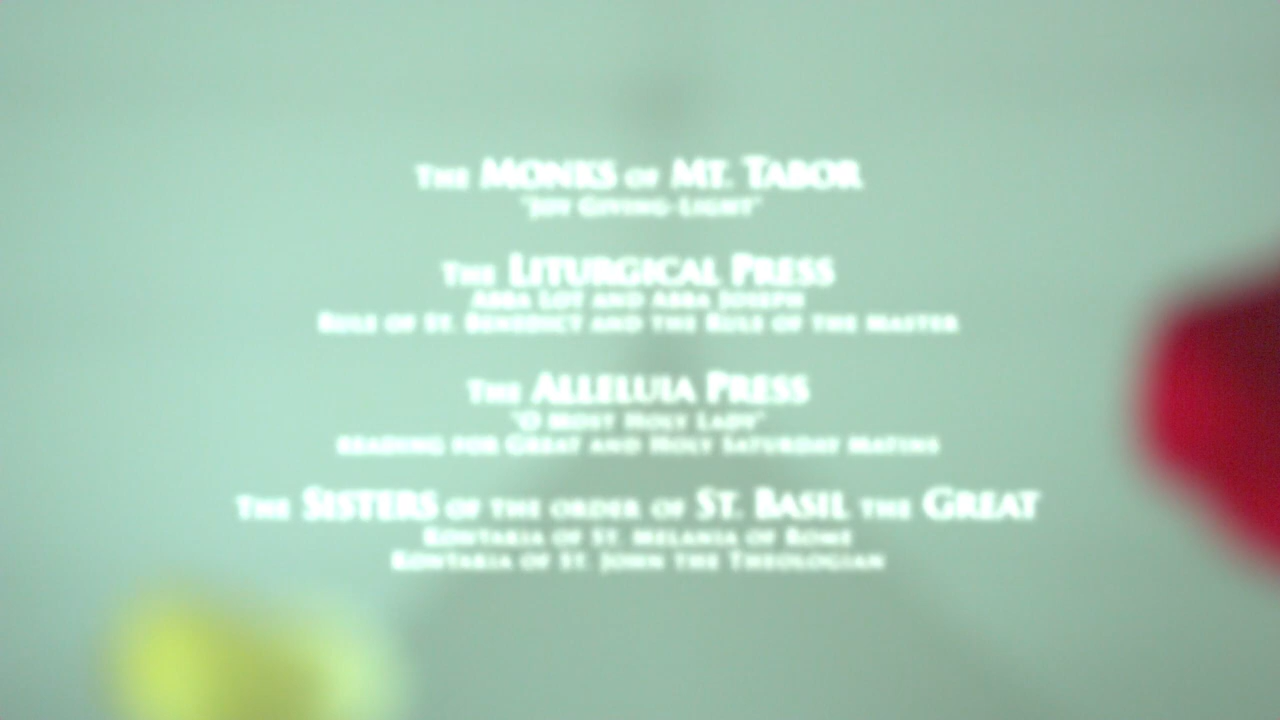 The Monks of Mt. Tabor
"Joy Giving-Light"
The Liturgical Press
Abba Lot and Abba Joseph
Rule of St. Benedict and the Rule of the Master
The Alleluia Press
"O Most Holy Lady"
reading for Great and Holy Saturday Matins
The Sisters of the order of St. Basil the Great
Kontakia of St. Melania of Rome
Kontakia of St. John the Theologian